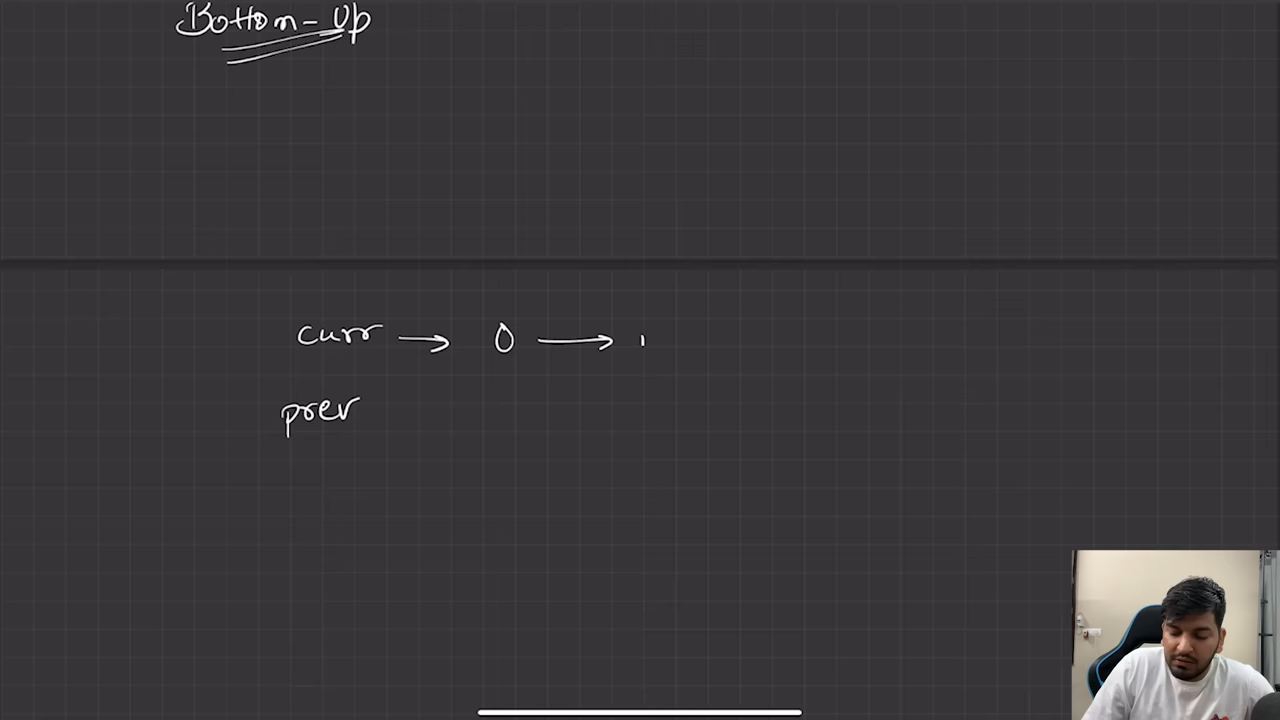 Bottom-Up
curr → 0 →
prev